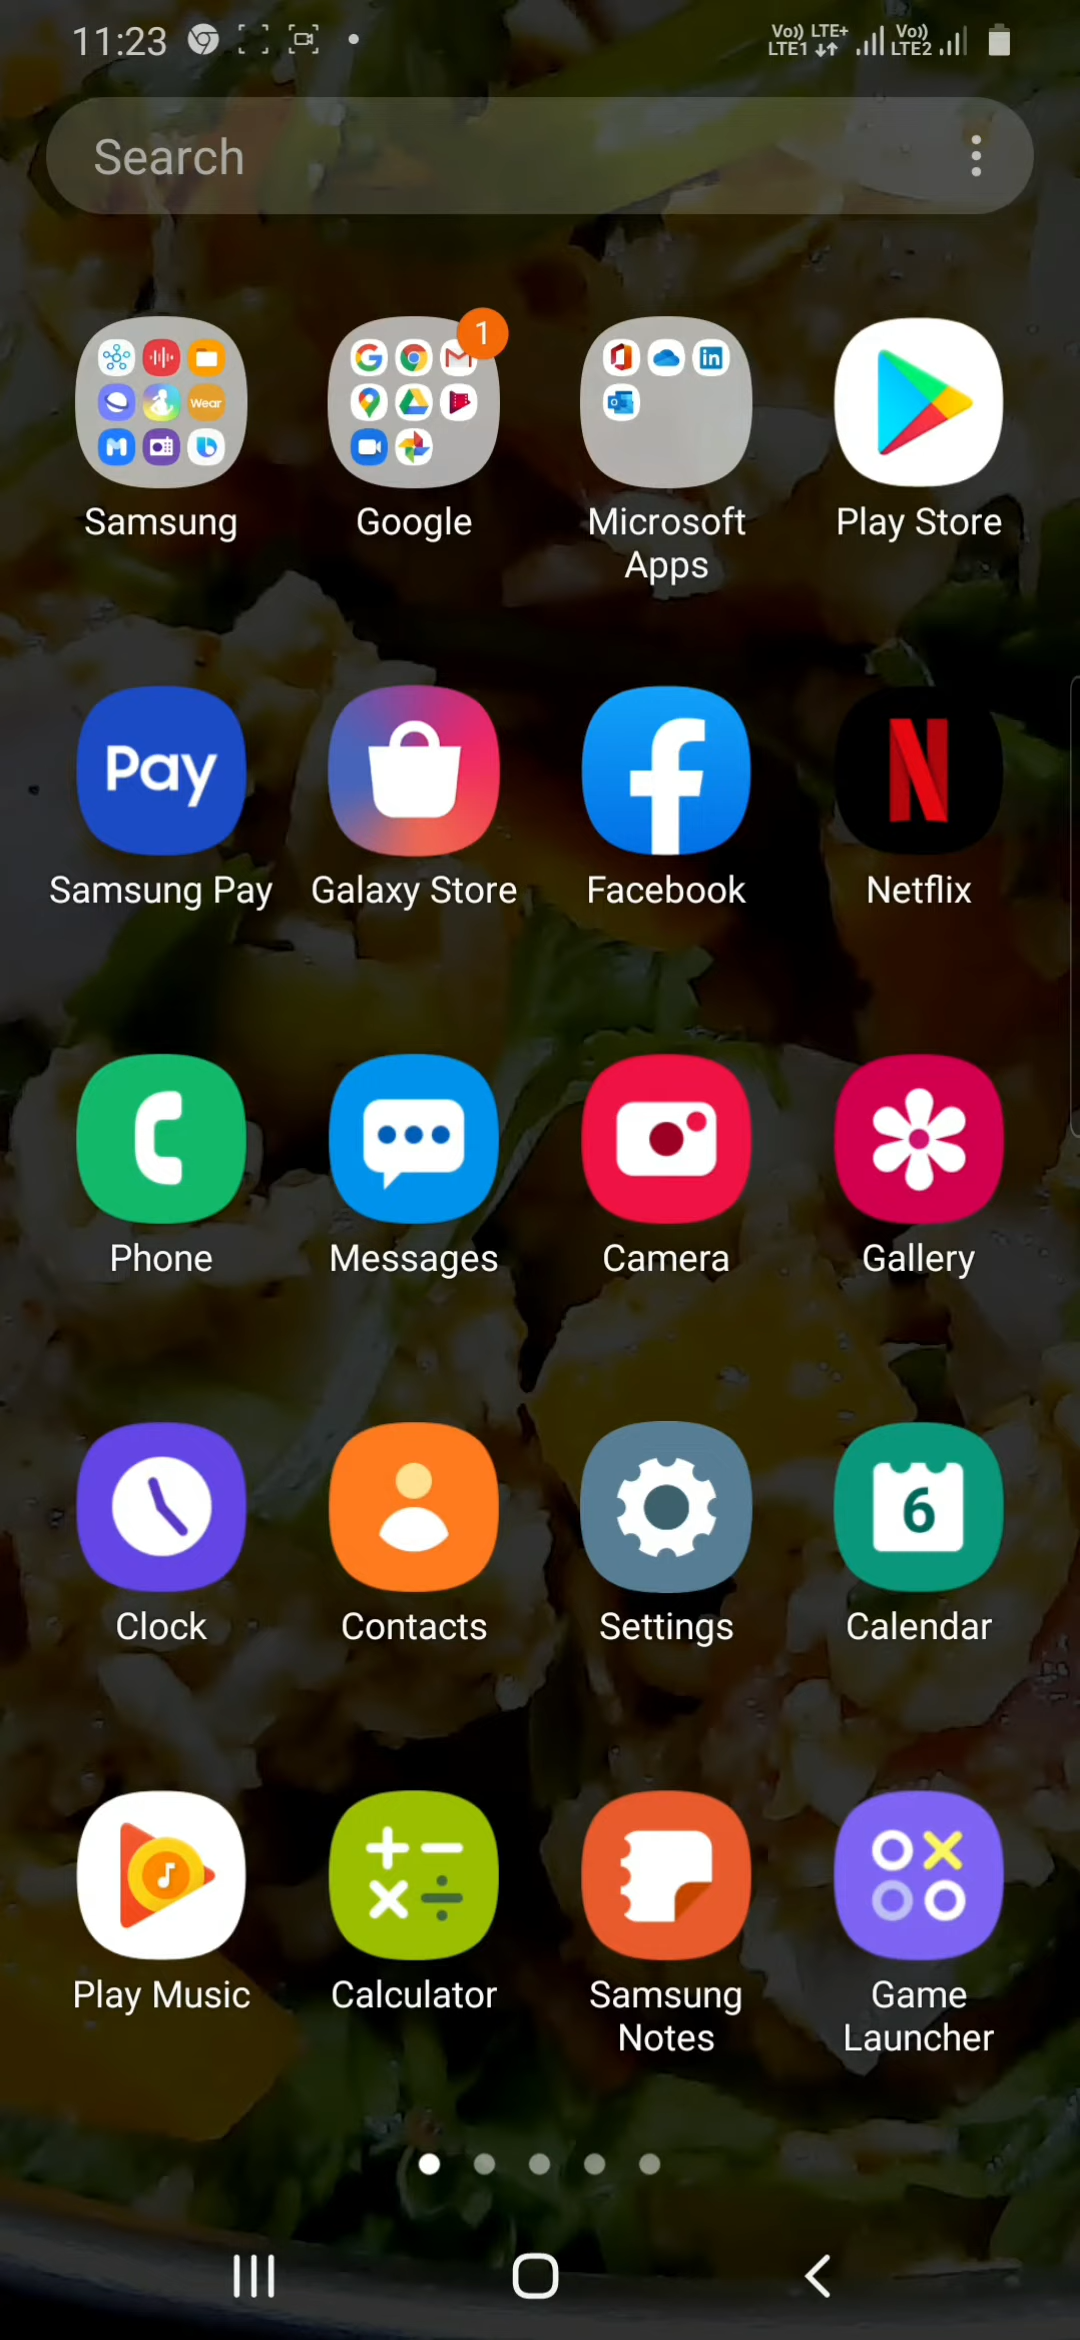 11:23
Vo)) LTE+ Vo))
LTE1 LTE2
Search
1
Wear
Samsung Google Microsoft Apps Play Store
Pay
Samsung Pay Galaxy Store Facebook Netflix
Phone Messages Camera Gallery
6
Clock Contacts Settings Calendar
Play Music Calculator Samsung Notes Game Launcher